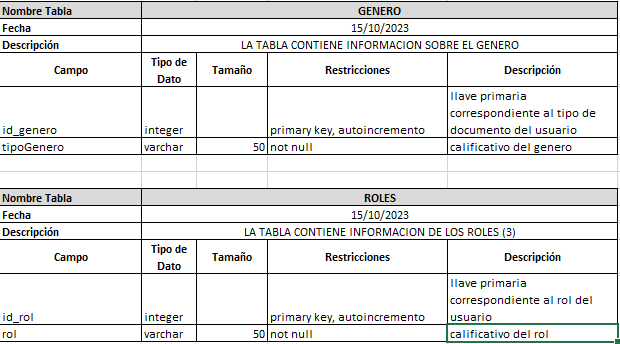 Nombre Tabla GENERO
Fecha 15/10/2023
Descripción LA TABLA CONTIENE INFORMACION SOBRE EL GENERO
Campo Tipo de Dato Tamaño Restricciones Descripción
id_genero integer primary key, autoincremento llave primaria correspondiente al tipo de documento del usuario
tipoGenero varchar 50 not null calificativo del genero
Nombre Tabla ROLES
Fecha 15/10/2023
Descripción LA TABLA CONTIENE INFORMACION DE LOS ROLES (3)
Campo Tipo de Dato Tamaño Restricciones Descripción
id_rol integer primary key, autoincremento llave primaria correspondiente al rol del usuario
rol varchar 50 not null calificativo del rol